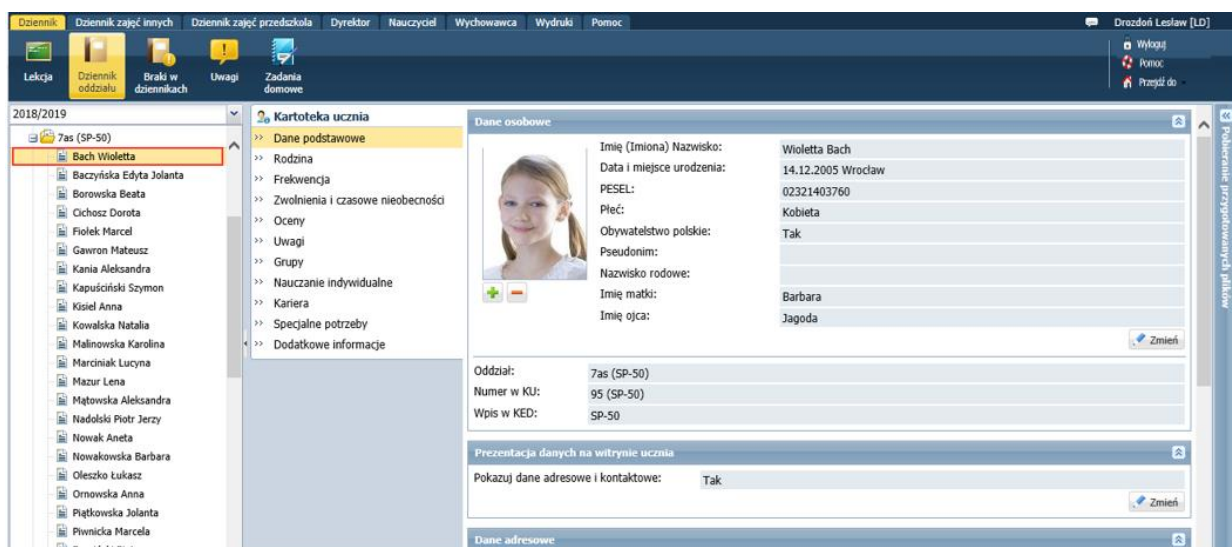 Dziennik Dziennik zajęć innych Dziennik zajęć przedszkola Dyrektor Nauczyciel Wychowawca Wydruki Pomoc Drozdoń Lesław [LD]
Lekcja
Dziennik oddziału
Braki w dziennikach
Uwagi
Zadania domowe
Wyloguj
Pomoc
Przejdź do
2018/2019
7as (SP-50)
Bach Wioletta
Baczyńska Edyta Jolanta
Borowska Beata
Cichosz Dorota
Fiołek Marcel
Gawron Mateusz
Kania Aleksandra
Kapuściński Szymon
Kisiel Anna
Kowalska Natalia
Malinowska Karolina
Marciniak Lucyna
Mazur Lena
Mątowska Aleksandra
Nadolski Piotr Jerzy
Nowak Aneta
Nowakowska Barbara
Oleszko Łukasz
Ornowska Anna
Piątkowska Jolanta
Piwnicka Marcela
Kartoteka ucznia
Dane podstawowe
Rodzina
Frekwencja
Zwolnienia i czasowe nieobecności
Oceny
Uwagi
Grupy
Nauczanie indywidualne
Kariera
Specjalne potrzeby
Dodatkowe informacje
Dane osobowe
Imię (Imiona) Nazwisko: Wioletta Bach
Data i miejsce urodzenia: 14.12.2005 Wrocław
PESEL: 02321403760
Płeć: Kobieta
Obywatelstwo polskie: Tak
Pseudonim:
Nazwisko rodowe:
Imię matki: Barbara
Imię ojca: Jagoda
Zmień
Oddział: 7as (SP-50)
Numer w KU: 95 (SP-50)
Wpis w KED: SP-50
Prezentacja danych na witrynie ucznia
Pokazuj dane adresowe i kontaktowe: Tak
Zmień
Dane adresowe
Pobieranie przygotowanych plików